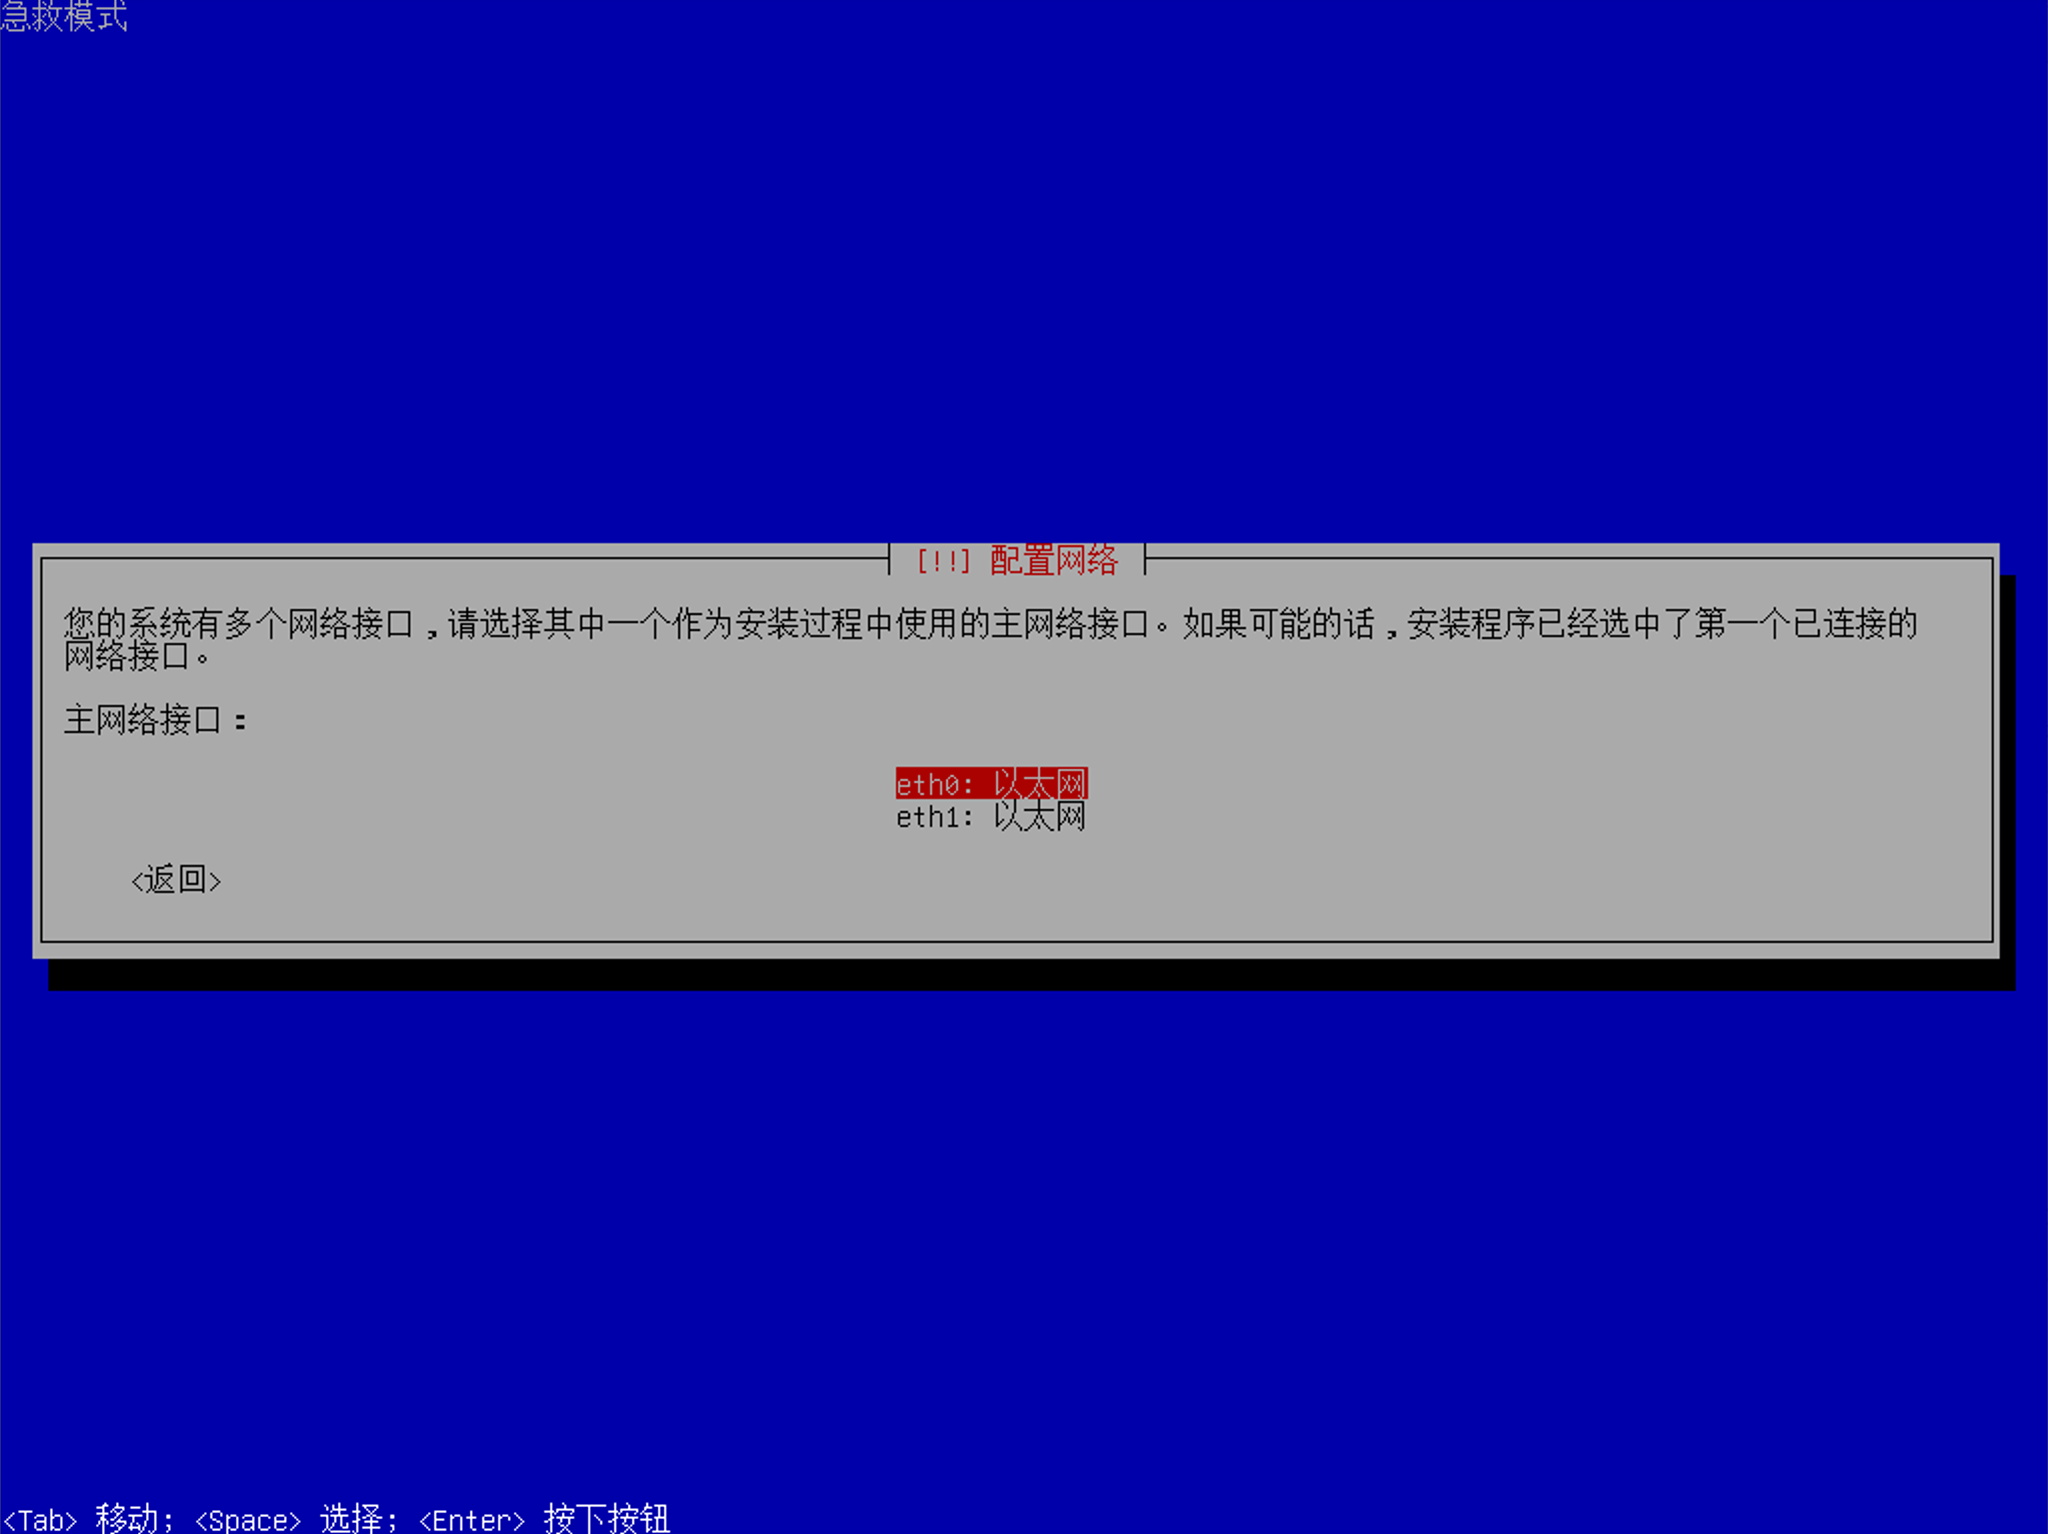 急救模式
[!!] 配置网络
您的系统有多个网络接口，请选择其中一个作为安装过程中使用的主网络接口。如果可能的话，安装程序已经选中了第一个已连接的
网络接口。
主网络接口：
eth0: 以太网
eth1: 以太网
<返回>
<Tab> 移动; <Space> 选择; <Enter> 按下按钮